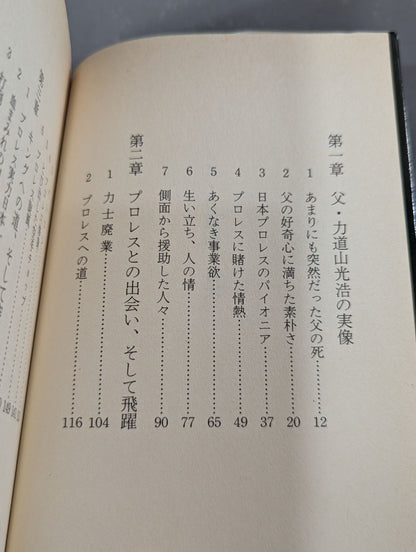 第一章 父・力道山光浩の実像
1 あまりにも突然だった父の死……………12
2 父の好奇心に満ちた素朴さ……………20
3 日本プロレスのパイオニア……………37
4 プロレスに賭けた情熱……………49
5 あくなき事業欲……………65
6 生い立ち、人の情……………77
7 側面から援助した人々……………90
第二章 プロレスとの出会い、そして飛躍
1 力士廃業……………104
2 プロレスへの道……………116